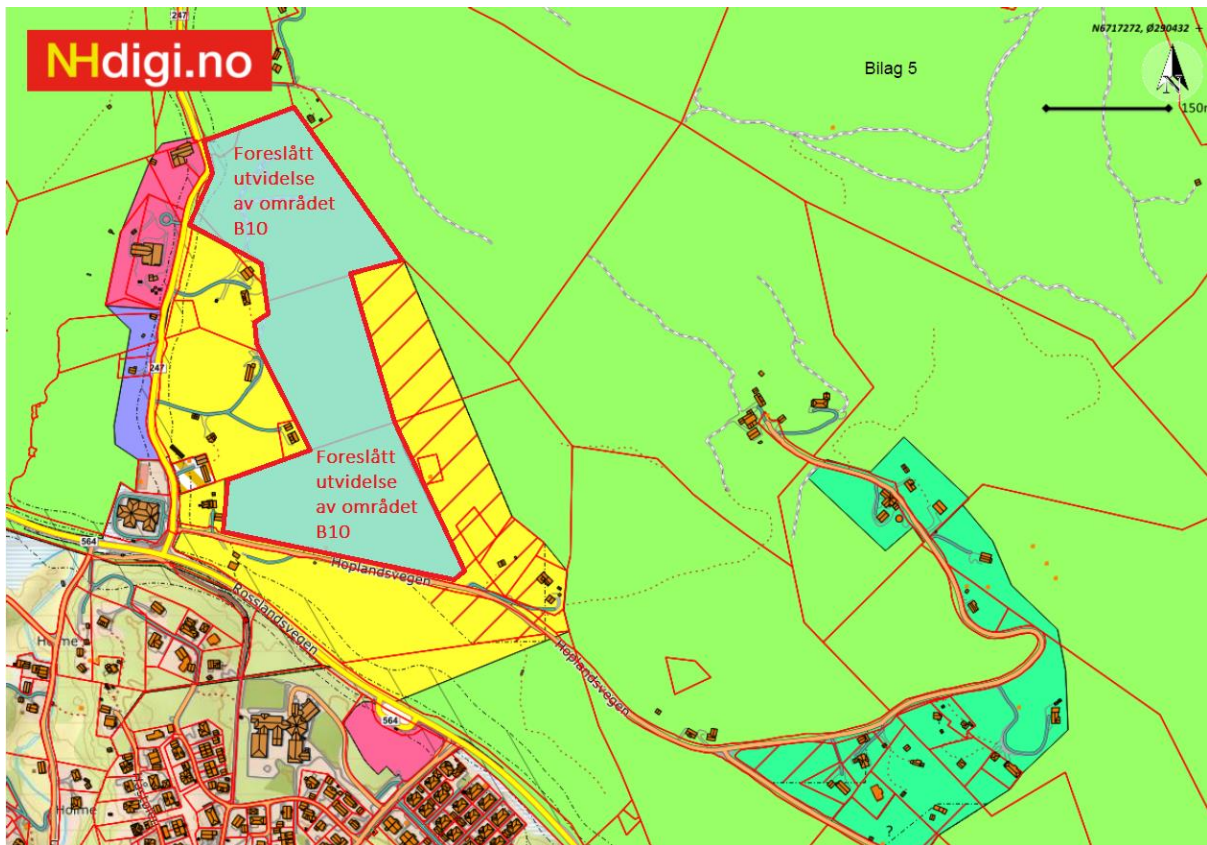 247
NHdigi.no
N6717272, Ø290432
Bilag 5
N
150m
Foreslått
utvidelse
av området
B10
247
Foreslått
utvidelse
av området
B10
564
Hoplandsvegen
Rosslandsvegen
Hoplandsvegen
564
Holme
Holme
?